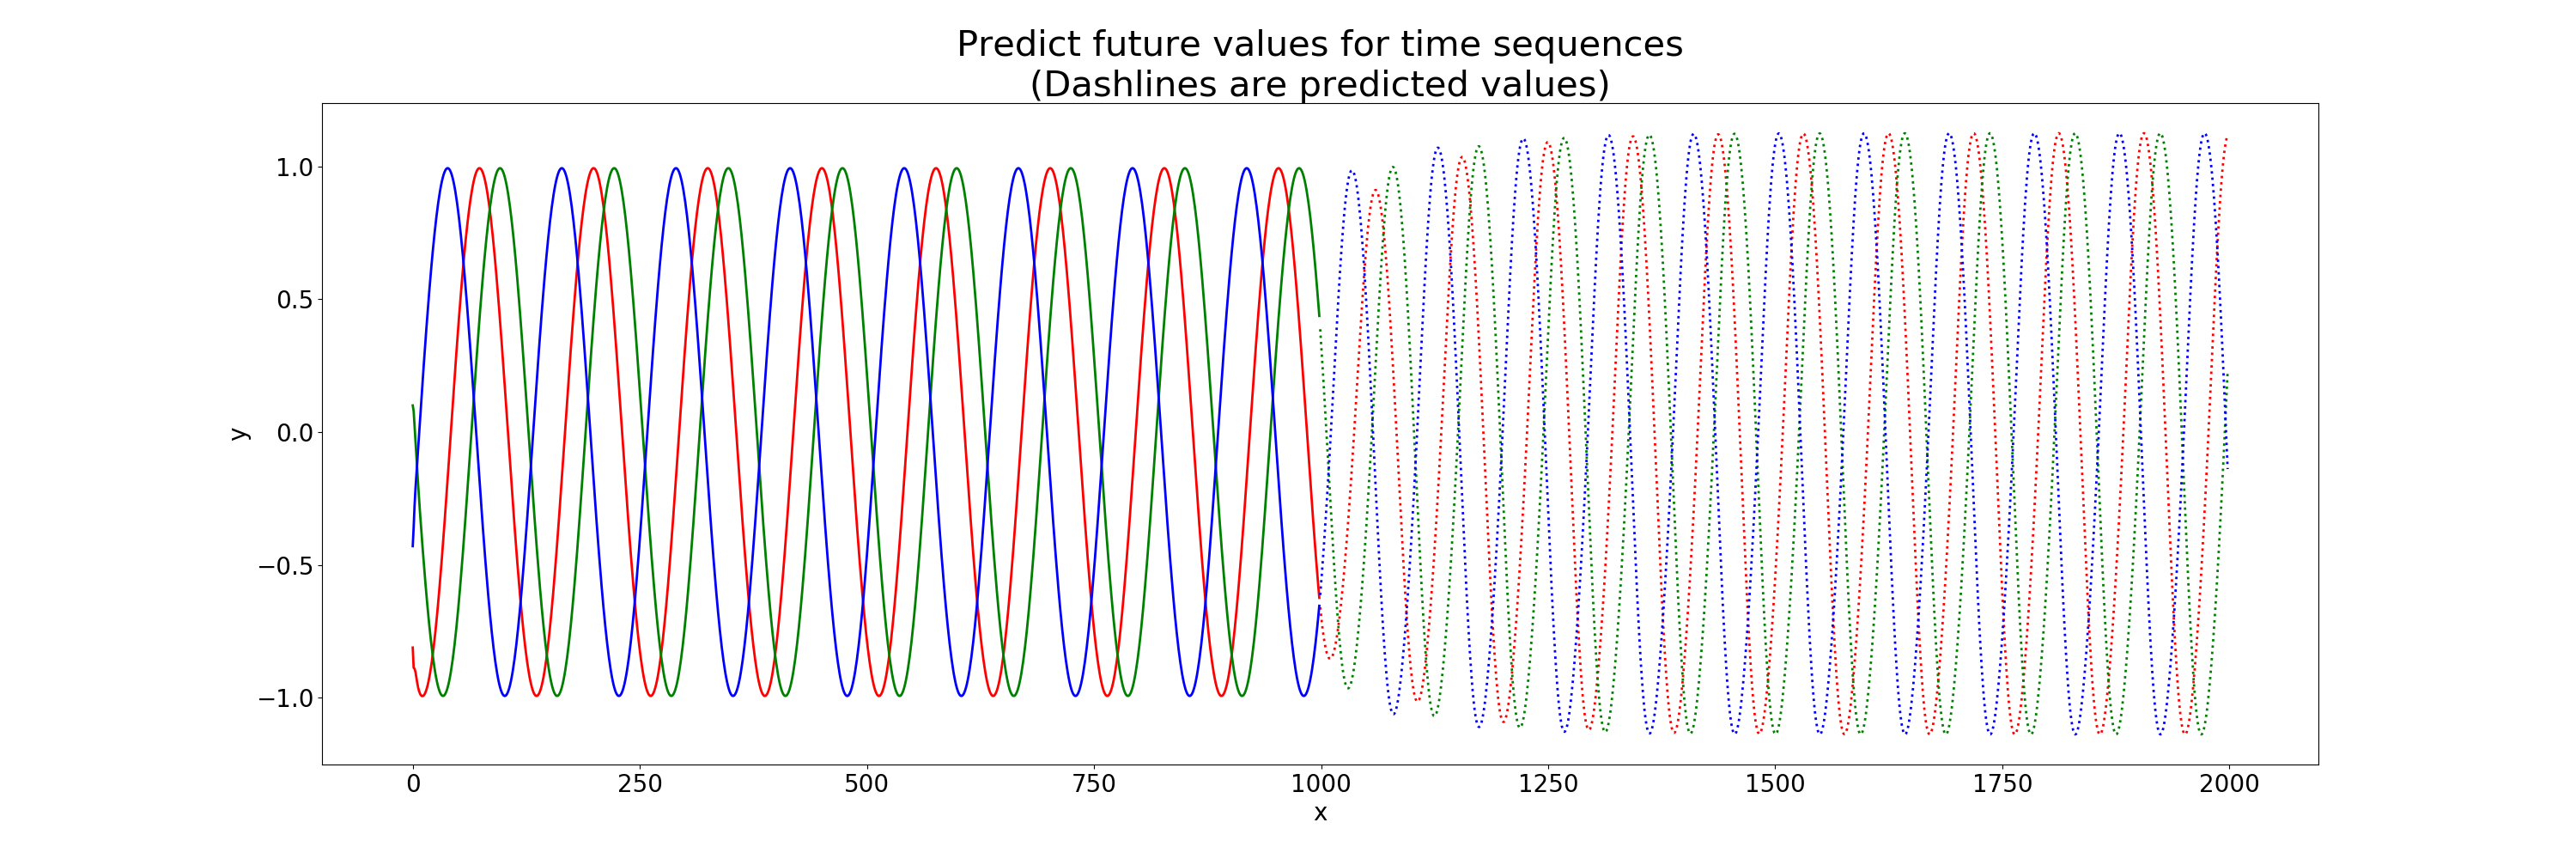 Predict future values for time sequences
(Dashlines are predicted values)
1.0
0.5
0.0
−0.5
−1.0
y
0 250 500 750 1000 1250 1500 1750 2000
x